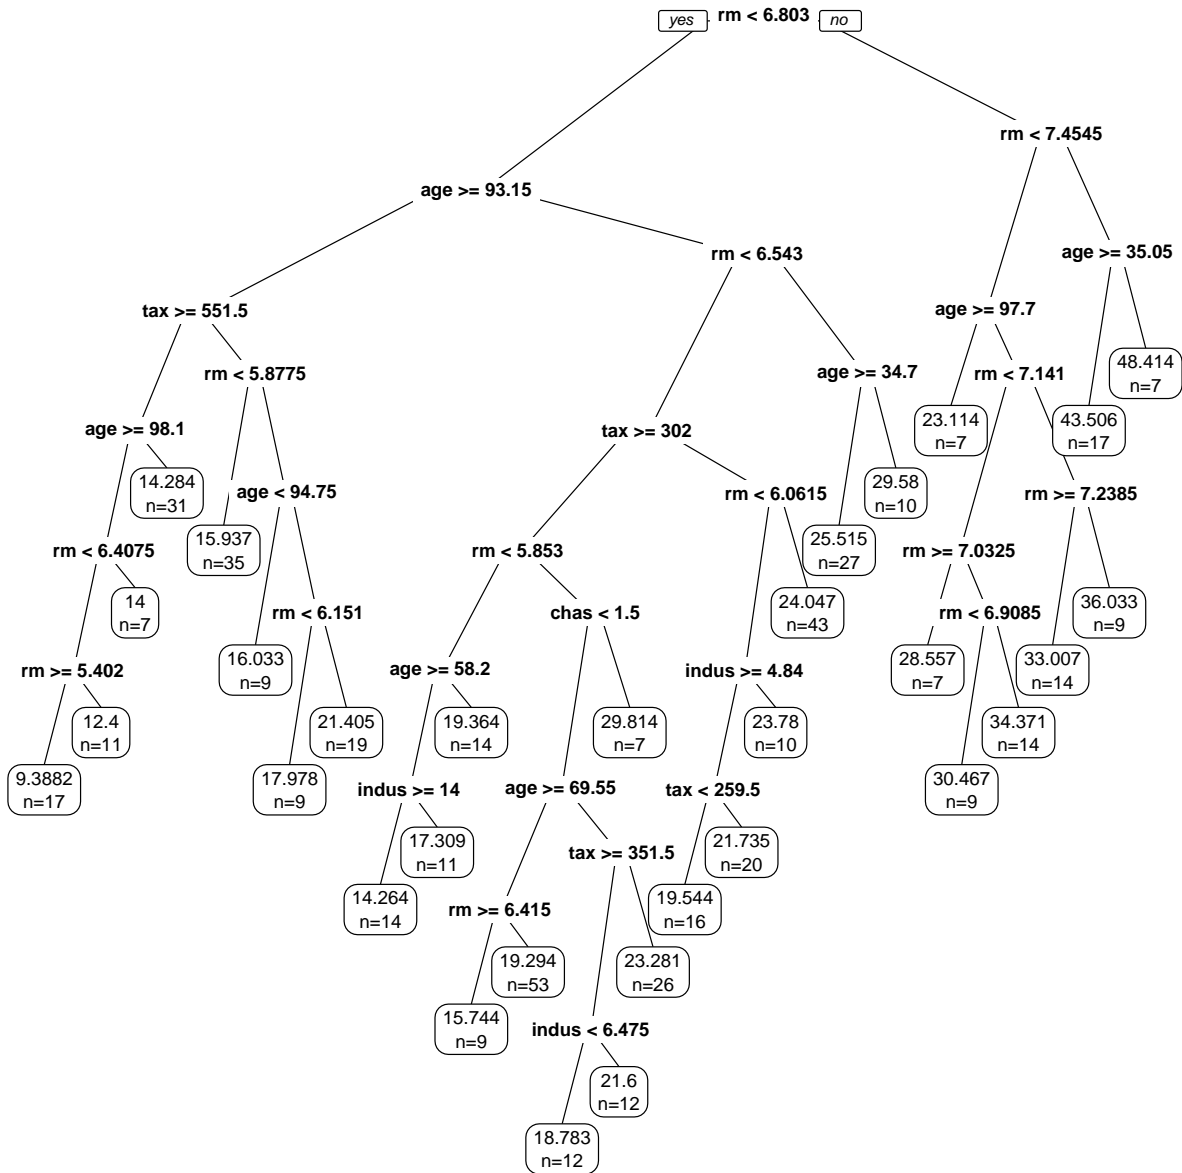 yes rm < 6.803 no
rm < 7.4545
age >= 93.15
rm < 6.543
age >= 35.05
tax >= 551.5
age >= 97.7
rm < 5.8775
age >= 34.7
rm < 7.141
48.414
n=7
age >= 98.1
tax >= 302
23.114
n=7
43.506
n=17
14.284
n=31
age < 94.75
rm < 6.0615
29.58
n=10
rm >= 7.2385
rm < 6.4075
15.937
n=35
rm < 5.853
25.515
n=27
rm >= 7.0325
14
n=7
rm < 6.151
chas < 1.5
24.047
n=43
rm < 6.9085
36.033
n=9
rm >= 5.402
16.033
n=9
age >= 58.2
indus >= 4.84
28.557
n=7
33.007
n=14
12.4
n=11
21.405
n=19
19.364
n=14
29.814
n=7
23.78
n=10
34.371
n=14
9.3882
n=17
17.978
n=9
indus >= 14
age >= 69.55
tax < 259.5
30.467
n=9
17.309
n=11
tax >= 351.5
21.735
n=20
14.264
n=14
rm >= 6.415
19.544
n=16
19.294
n=53
23.281
n=26
15.744
n=9
indus < 6.475
21.6
n=12
18.783
n=12